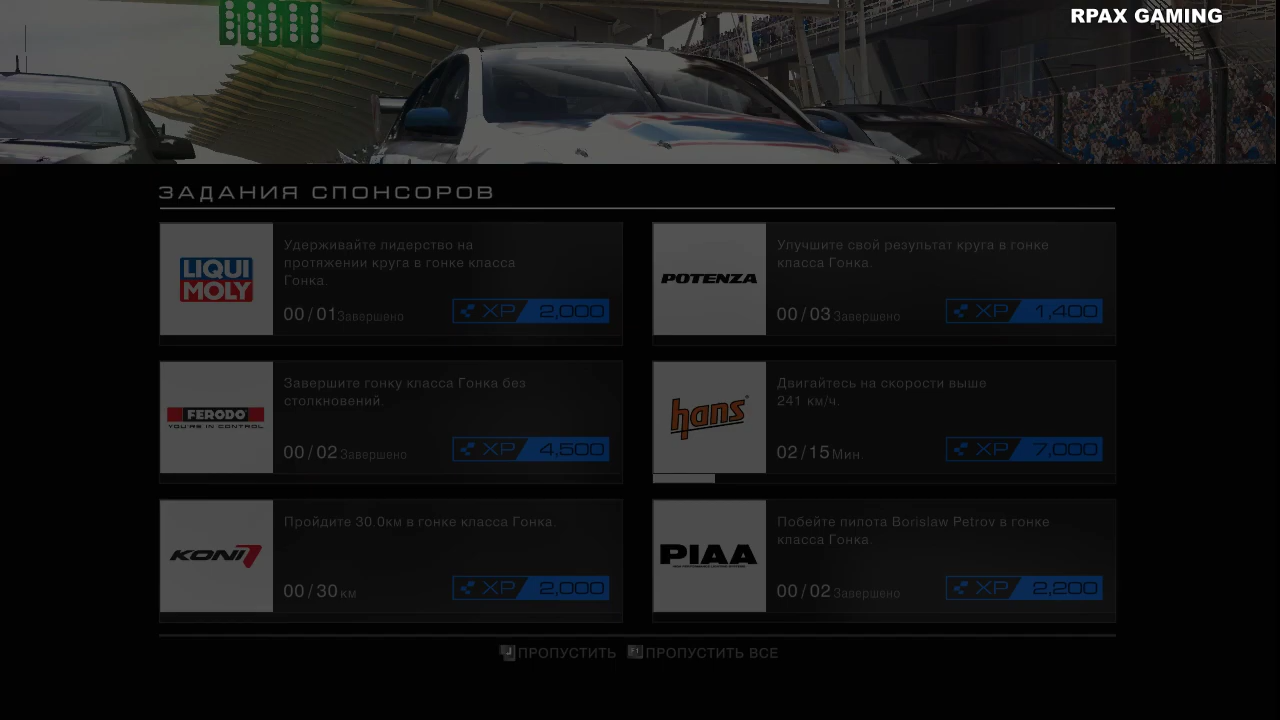 RPAX GAMING
ЗАДАНИЯ СПОНСОРОВ
LIQUI
MOLY
Удерживайте лидерство на
протяжении круга в гонке класса
Гонка.
00/01 Завершено
XP 2,000
POTENZA
Улучшите свой результат круга в гонке
класса Гонка.
00/03 Завершено
XP 1,400
FERODO
YOU'RE IN CONTROL
Завершите гонку класса Гонка без
столкновений.
00/02 Завершено
XP 4,500
hans
Двигайтесь на скорости выше
241 км/ч.
02/15 Мин.
XP 7,000
KONI
Пройдите 30.0км в гонке класса Гонка.
00/30 км
XP 2,000
PIAA
Побейте пилота Borislaw Petrov в гонке
класса Гонка.
00/02 Завершено
XP 2,200
ПРОПУСТИТЬ F1 ПРОПУСТИТЬ ВСЕ